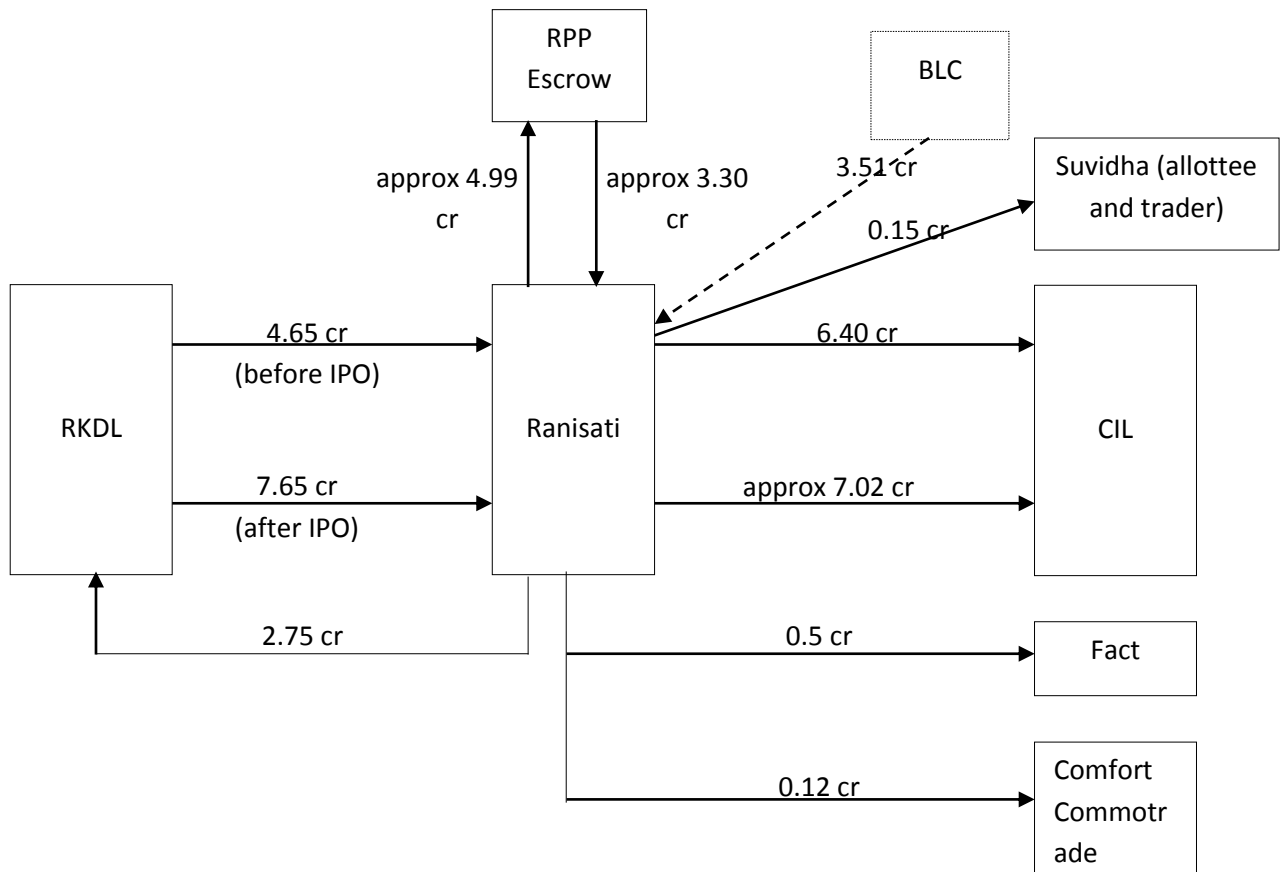 RPP
Escrow
BLC
approx 4.99
cr
approx 3.30
cr
3.51 cr
Suvidha (allottee
and trader)
0.15 cr
4.65 cr
(before IPO)
6.40 cr
RKDL
Ranisati
CIL
7.65 cr
(after IPO)
approx 7.02 cr
2.75 cr
0.5 cr
Fact
0.12 cr
Comfort
Commotr
ade